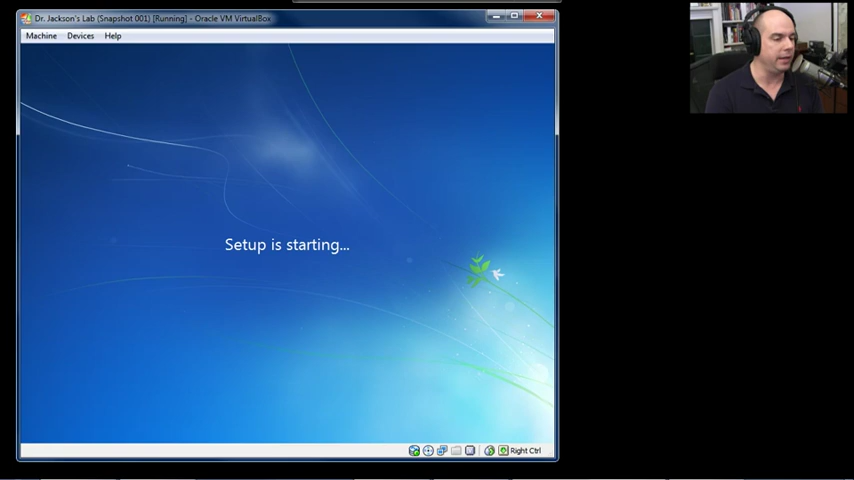 Dr. Jackson's Lab (Snapshot 001) [Running] - Oracle VM VirtualBox
Machine Devices Help
Setup is starting...
Right Ctrl